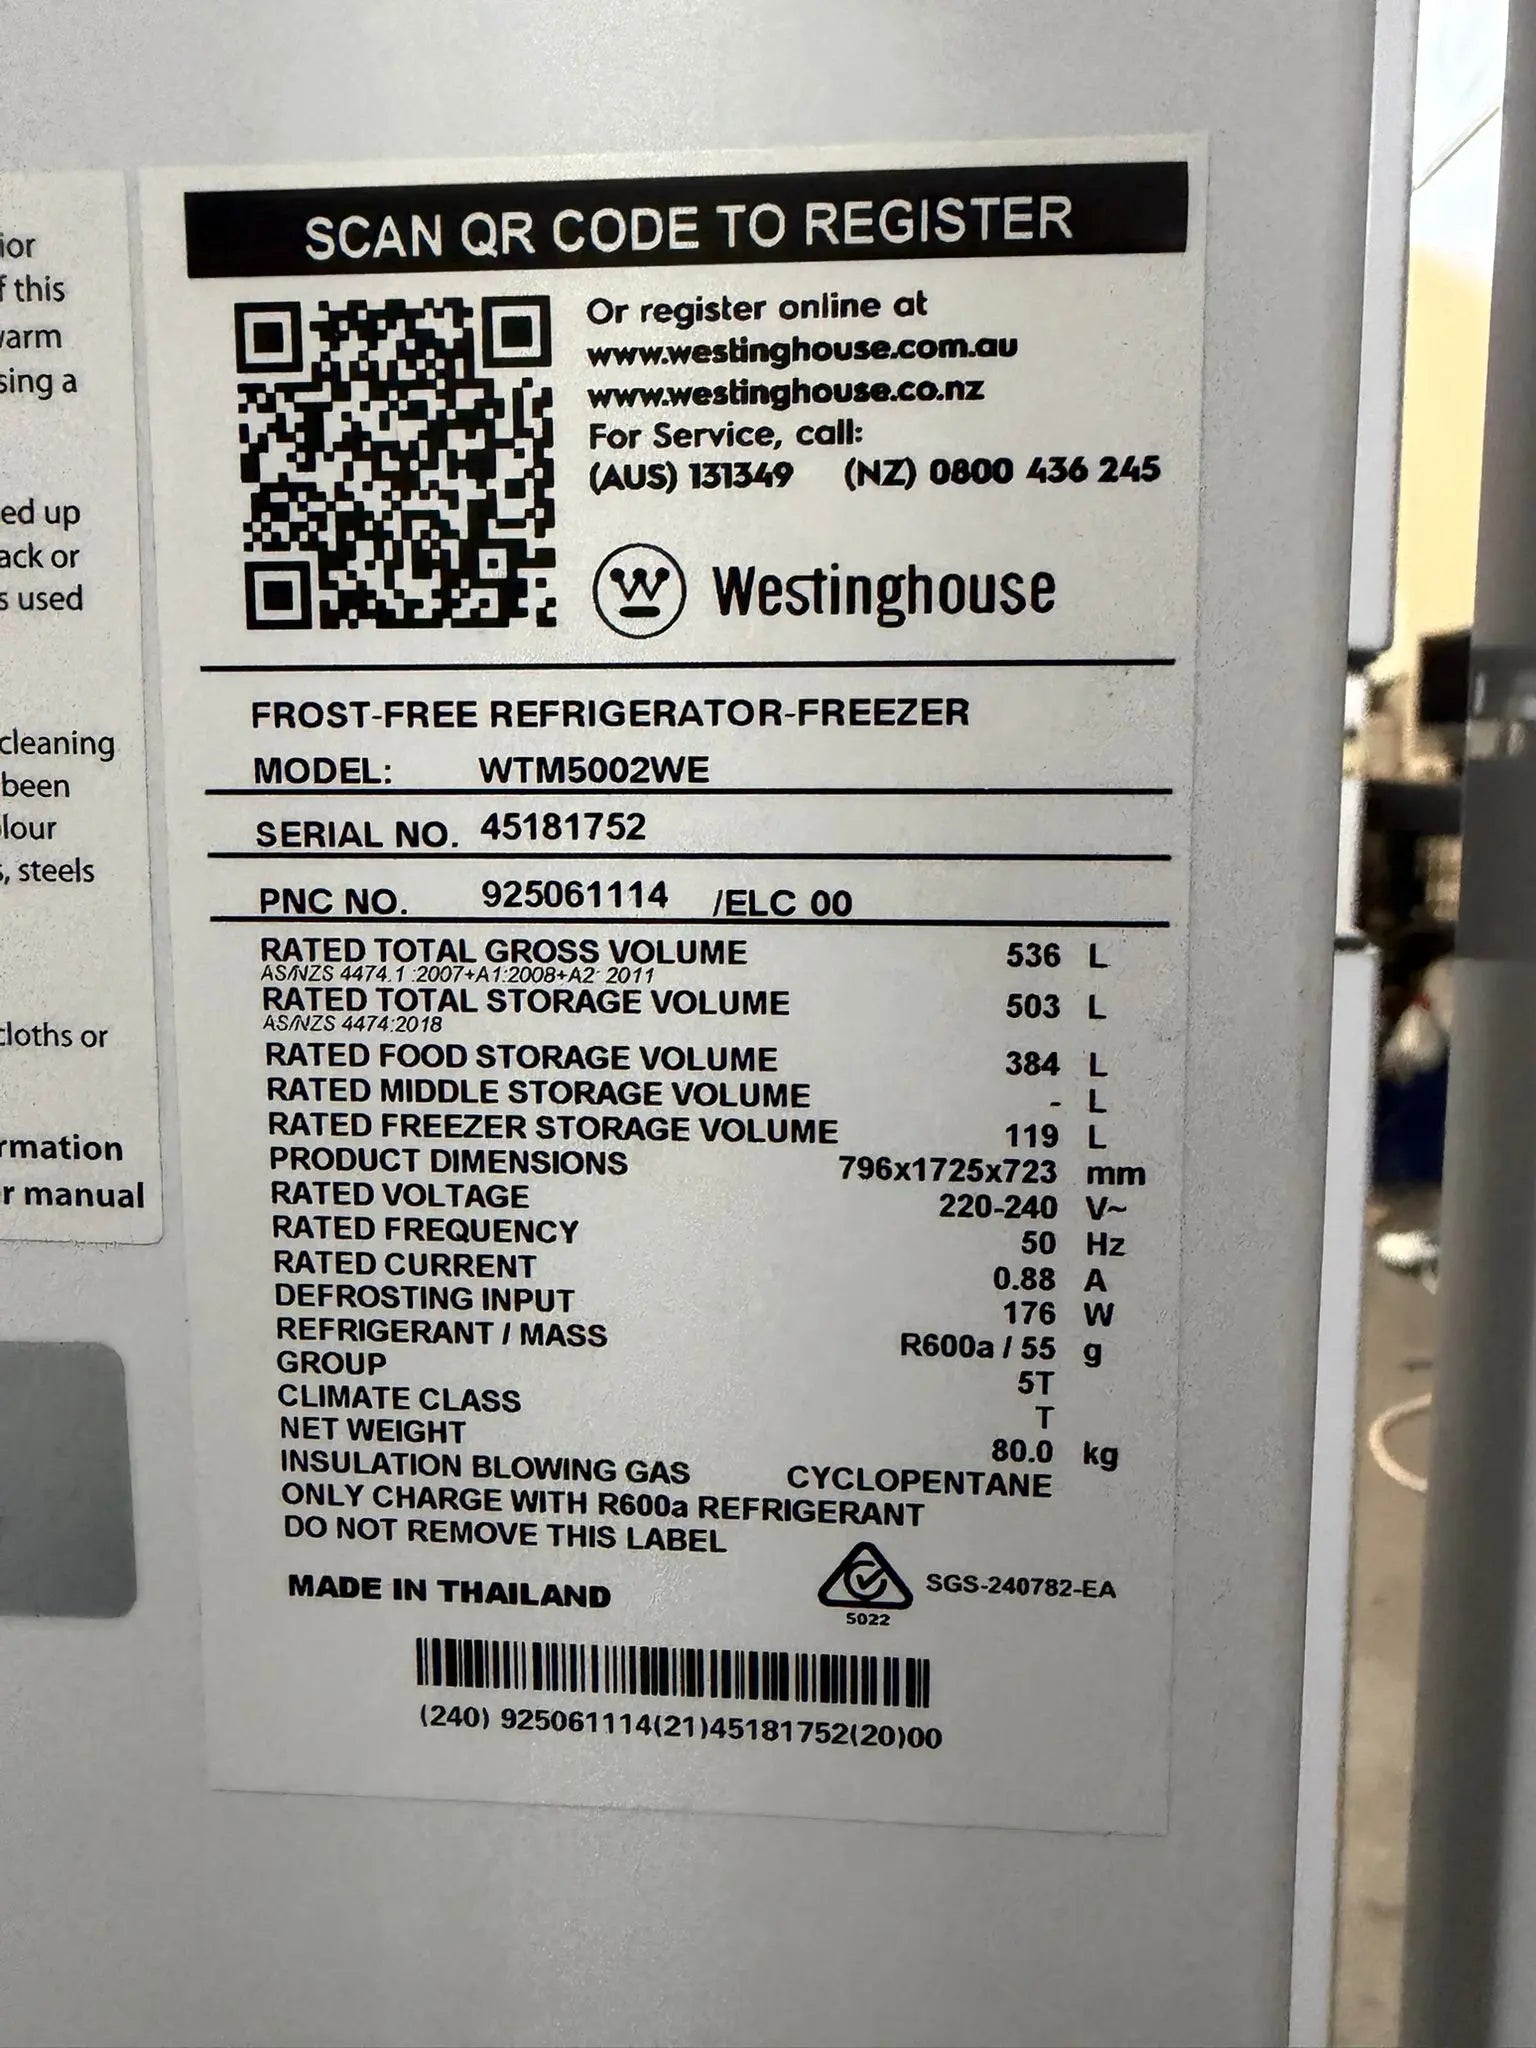 ior
f this
warm
sing a
ed up
ack or
s used
cleaning
been
lour
s, steels
cloths or
rmation
r manual
SCAN QR CODE TO REGISTER
Or register online at
www.westinghouse.com.au
www.westinghouse.co.nz
For Service, call:
(AUS) 131349 (NZ) 0800 436 245
Westinghouse
FROST-FREE REFRIGERATOR-FREEZER
MODEL: WTM5002WE
SERIAL NO. 45181752
PNC NO. 925061114 /ELC 00
RATED TOTAL GROSS VOLUME 536 L
AS/NZS 4474.1:2007+A1:2008+A2: 2011
RATED TOTAL STORAGE VOLUME 503 L
AS/NZS 4474:2018
RATED FOOD STORAGE VOLUME 384 L
RATED MIDDLE STORAGE VOLUME - L
RATED FREEZER STORAGE VOLUME 119 L
PRODUCT DIMENSIONS 796x1725x723 mm
RATED VOLTAGE 220-240 V~
RATED FREQUENCY 50 Hz
RATED CURRENT 0.88 A
DEFROSTING INPUT 176 W
REFRIGERANT / MASS R600a / 55 g
GROUP 5T
CLIMATE CLASS T
NET WEIGHT 80.0 kg
INSULATION BLOWING GAS CYCLOPENTANE
ONLY CHARGE WITH R600a REFRIGERANT
DO NOT REMOVE THIS LABEL
MADE IN THAILAND
5022
SGS-240782-EA
(240) 925061114(21)45181752(20)00